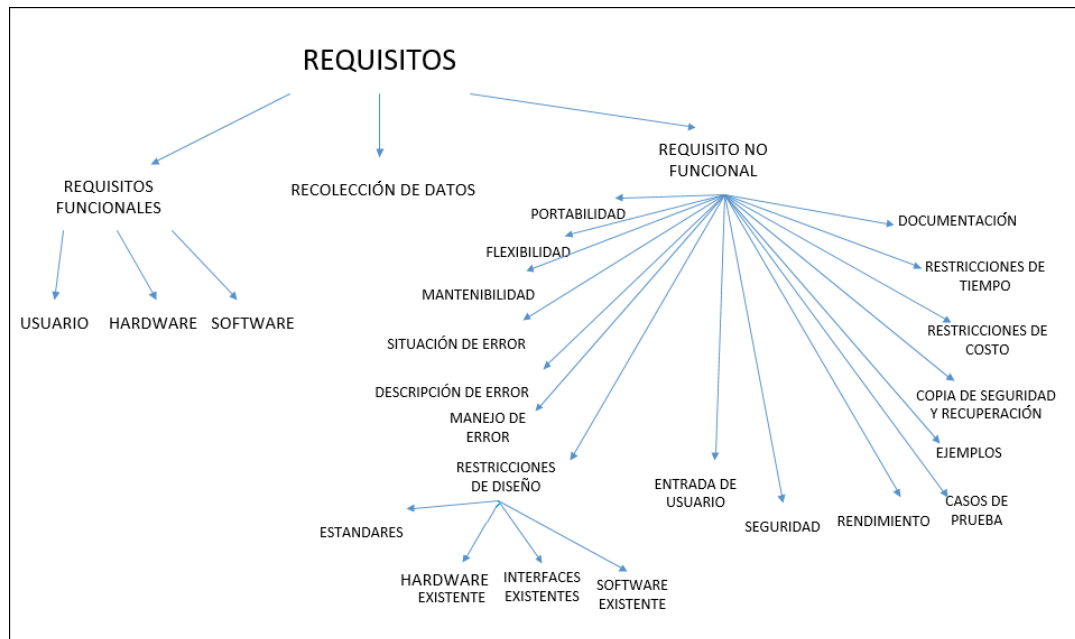 REQUISITOS
REQUISITOS
FUNCIONALES
RECOLECCIÓN DE DATOS
REQUISITO NO
FUNCIONAL
USUARIO
HARDWARE
SOFTWARE
PORTABILIDAD
FLEXIBILIDAD
MANTENIBILIDAD
SITUACIÓN DE ERROR
DESCRIPCIÓN DE ERROR
MANEJO DE
ERROR
RESTRICCIONES
DE DISEÑO
ESTANDARES
HARDWARE
EXISTENTE
INTERFACES
EXISTENTES
SOFTWARE
EXISTENTE
ENTRADA DE
USUARIO
SEGURIDAD
RENDIMIENTO
CASOS DE
PRUEBA
EJEMPLOS
COPIA DE SEGURIDAD
Y RECUPERACIÓN
RESTRICCIONES DE
COSTO
RESTRICCIONES DE
TIEMPO
DOCUMENTACIÓN